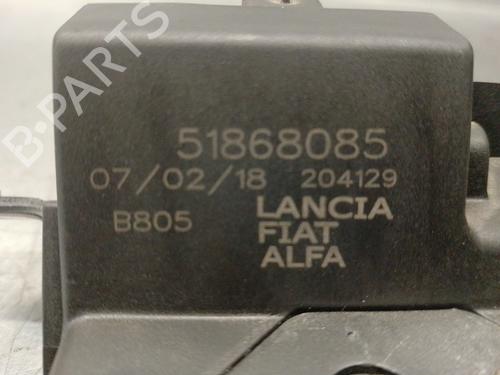 B-PARTS
51868085
07/02/18 204129
B805 LANCIA
FIAT
ALFA